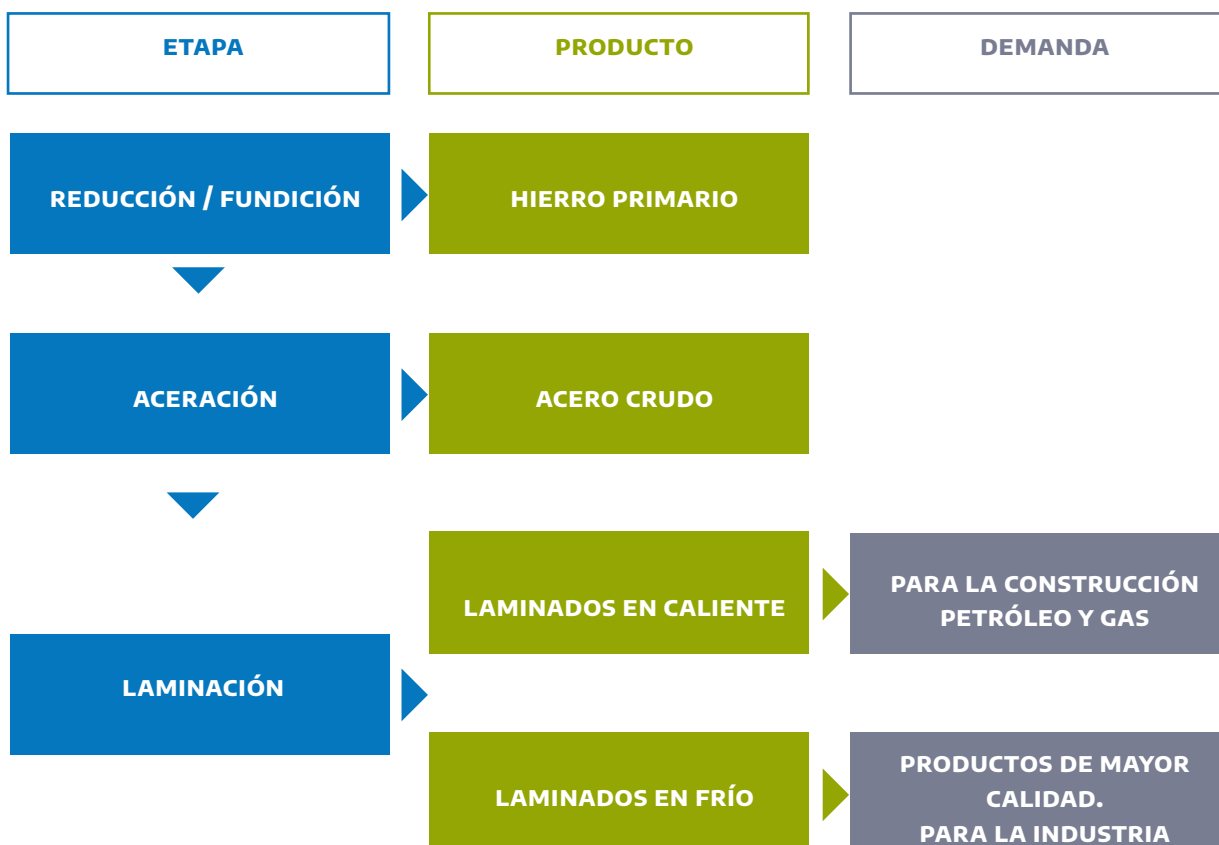 ETAPA
PRODUCTO
DEMANDA
REDUCCIÓN / FUNDICIÓN
HIERRO PRIMARIO
ACERACIÓN
ACERO CRUDO
LAMINACIÓN
LAMINADOS EN CALIENTE
PARA LA CONSTRUCCIÓN
PETRÓLEO Y GAS
LAMINADOS EN FRÍO
PRODUCTOS DE MAYOR
CALIDAD.
PARA LA INDUSTRIA